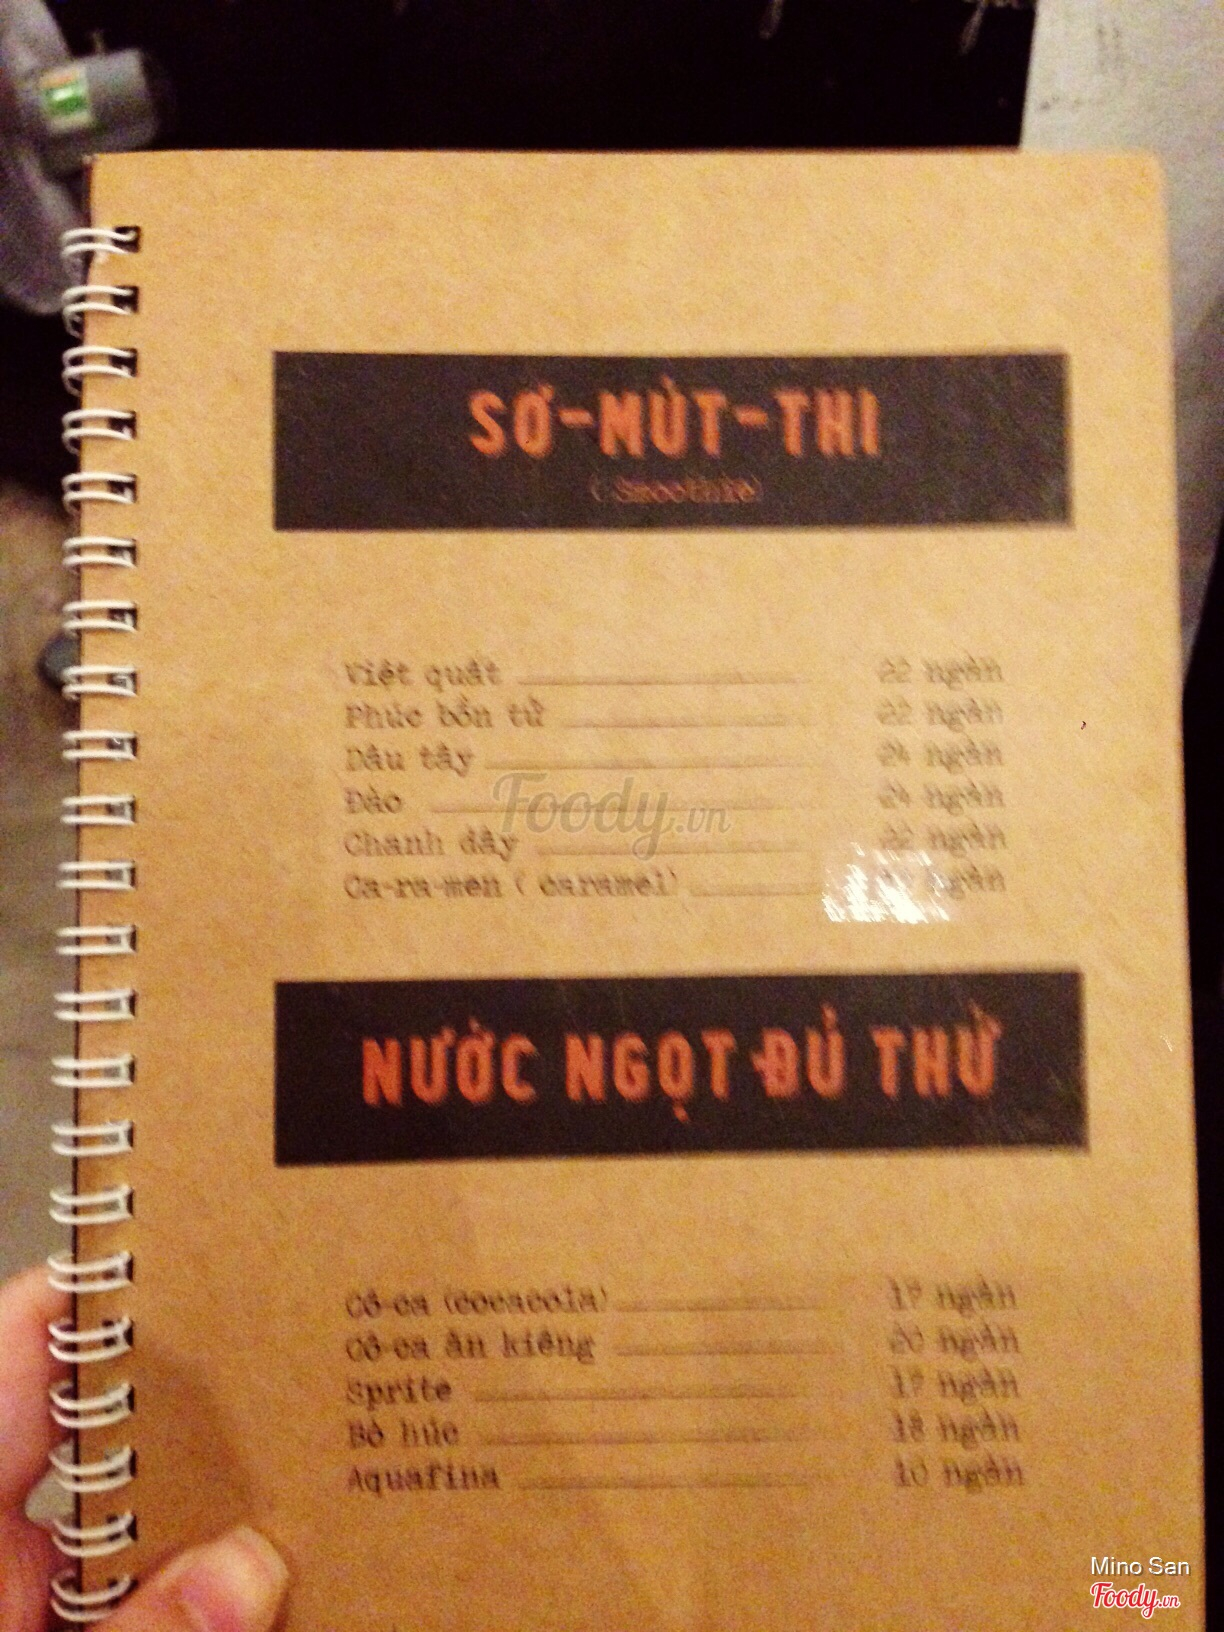 SƠ-MÚT-THI
(Smoothie)
Việt quất 22 ngàn
Phúc bồn tử 22 ngàn
Dâu tây 24 ngàn
Đào 24 ngàn
Chanh dây 22 ngàn
Ca-ra-men (caramel) ngàn
Foody.vn
NƯỚC NGỌT ĐỦ THỨ
Cô-ca (cocacola) 17 ngàn
Cô-ca ăn kiêng 20 ngàn
Sprite 17 ngàn
Bò húc 18 ngàn
Aquafina 10 ngàn
Mino San
Foody.vn